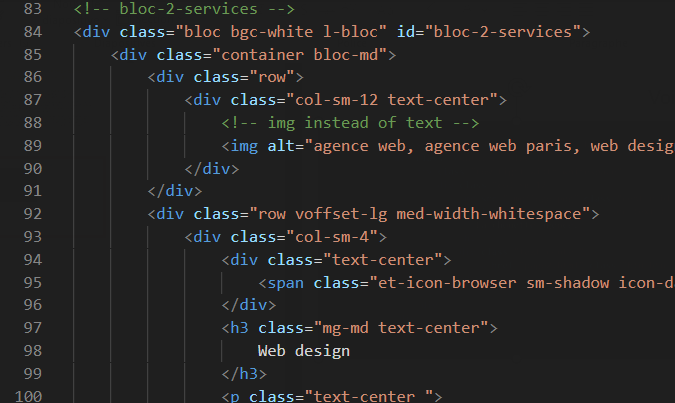 83 <!-- bloc-2-services -->
84 <div class="bloc bgc-white l-bloc" id="bloc-2-services">
85 <div class="container bloc-md">
86 <div class="row">
87 <div class="col-sm-12 text-center">
88 <!-- img instead of text -->
89 <img alt="agence web, agence web paris, web desig
90 </div>
91 </div>
92 <div class="row voffset-lg med-width-whitespace">
93 <div class="col-sm-4">
94 <div class="text-center">
95 <span class="et-icon-browser sm-shadow icon-d
96 </div>
97 <h3 class="mg-md text-center">
98 Web design
99 </h3>
100 <p class="text-center ">